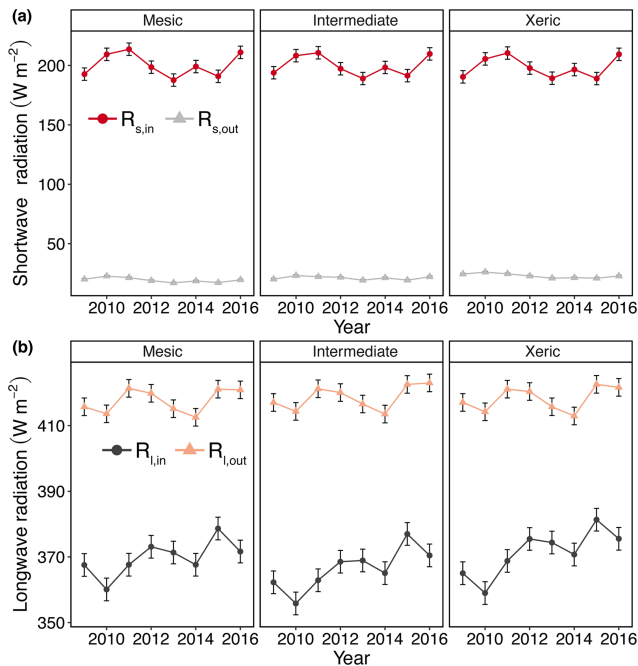 (a)
Mesic Intermediate Xeric
Shortwave radiation (W m⁻²)
200
150
100
50
R_s,in R_s,out
2010 2012 2014 2016 2010 2012 2014 2016 2010 2012 2014 2016
Year
(b)
Mesic Intermediate Xeric
Longwave radiation (W m⁻²)
410
390
370
350
R_l,in R_l,out
2010 2012 2014 2016 2010 2012 2014 2016 2010 2012 2014 2016
Year